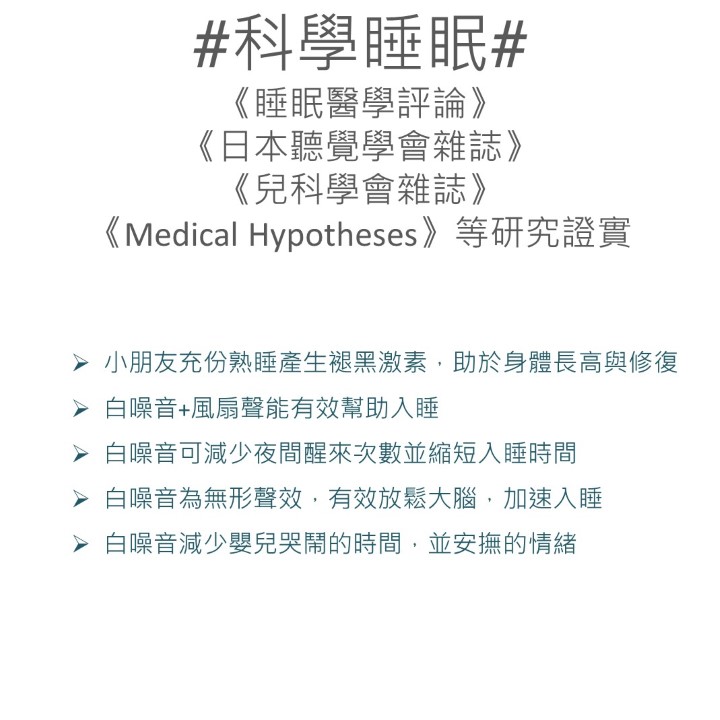 #科學睡眠#
《睡眠醫學評論》
《日本聽覺學會雜誌》
《兒科學會雜誌》
《Medical Hypotheses》等研究證實
➢ 小朋友充份熟睡產生褪黑激素，助於身體長高與修復
➢ 白噪音+風扇聲能有效幫助入睡
➢ 白噪音可減少夜間醒來次數並縮短入睡時間
➢ 白噪音為無形聲效，有效放鬆大腦，加速入睡
➢ 白噪音減少嬰兒哭鬧的時間，並安撫的情緒